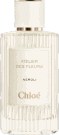 ATELIER
DES FLEURS
NEROLI
Chloé